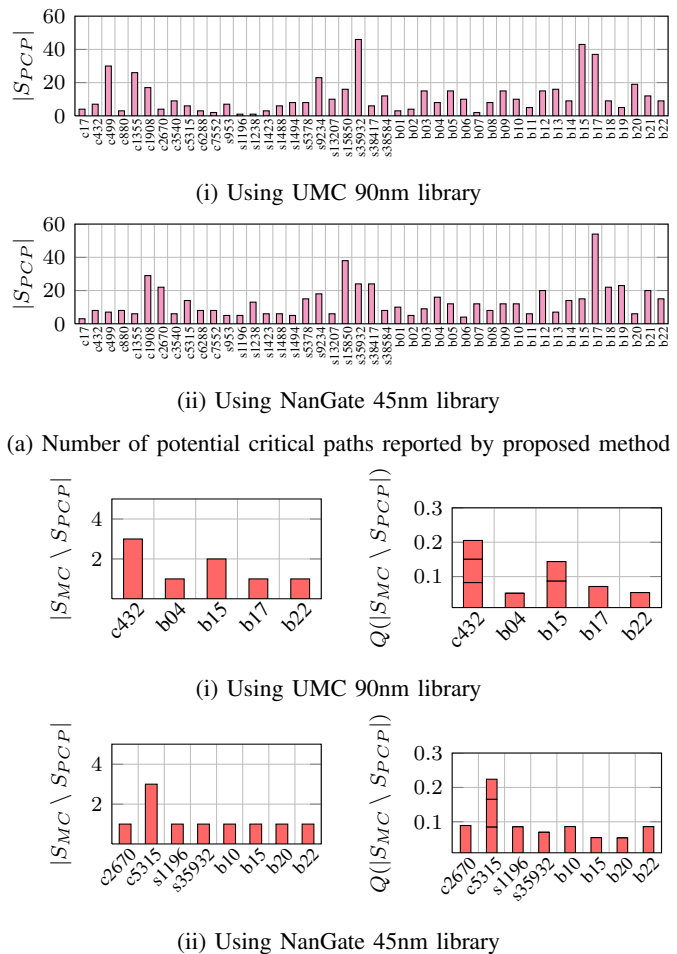 60
40
20
0
|S_PCP|
c17 c432 c499 c880 c1355 c1908 c2670 c3540 c5315 c6288 c7552 s953 s1196 s1238 s1423 s1488 s1494 s5378 s9234 s13207 s15850 s35932 s38417 s38584 b01 b02 b03 b04 b05 b06 b07 b08 b09 b10 b11 b12 b13 b14 b15 b17 b18 b19 b20 b21 b22
(i) Using UMC 90nm library
60
40
20
0
|S_PCP|
c17 c432 c499 c880 c1355 c1908 c2670 c3540 c5315 c6288 c7552 s953 s1196 s1238 s1423 s1488 s1494 s5378 s9234 s13207 s15850 s35932 s38417 s38584 b01 b02 b03 b04 b05 b06 b07 b08 b09 b10 b11 b12 b13 b14 b15 b17 b18 b19 b20 b21 b22
(ii) Using NanGate 45nm library
(a) Number of potential critical paths reported by proposed method
|S_MC \ S_PCP|
4
2
c432 b04 b15 b17 b22
Q(|S_MC \ S_PCP|)
0.3
0.2
0.1
c432 b04 b15 b17 b22
(i) Using UMC 90nm library
|S_MC \ S_PCP|
4
2
c2670 c5315 s1196 s35932 b10 b15 b20 b22
Q(|S_MC \ S_PCP|)
0.3
0.2
0.1
c2670 c5315 s1196 s35932 b10 b15 b20 b22
(ii) Using NanGate 45nm library